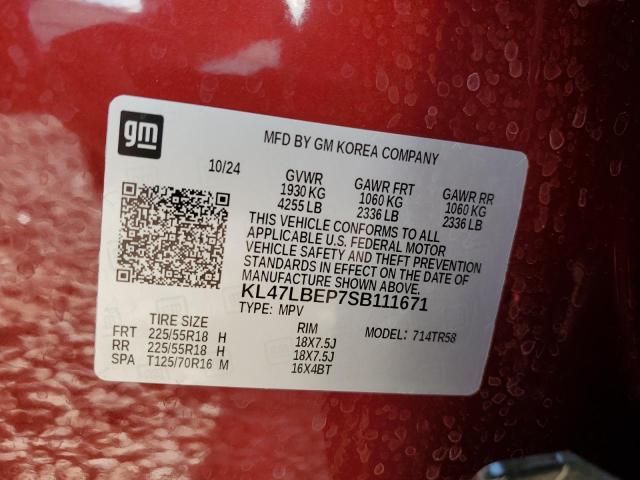 gm
MFD BY GM KOREA COMPANY
10/24
GVWR GAWR FRT GAWR RR
1930 KG 1060 KG 1060 KG
4255 LB 2336 LB 2336 LB
THIS VEHICLE CONFORMS TO ALL
APPLICABLE U.S. FEDERAL MOTOR
VEHICLE SAFETY AND THEFT PREVENTION
STANDARDS IN EFFECT ON THE DATE OF
MANUFACTURE SHOWN ABOVE.
KL47LBEP7SB111671
TYPE: MPV
TIRE SIZE RIM MODEL: 714TR58
FRT 225/55R18 H 18X7.5J
RR 225/55R18 H 18X7.5J
SPA T125/70R16 M 16X4BT